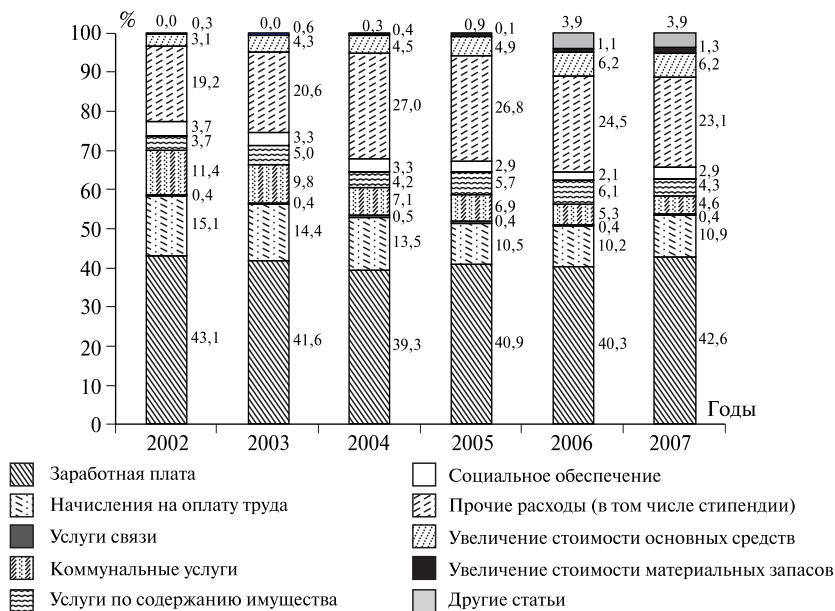 %
0,0 0,3 0,0 0,6 0,3 0,4 0,9 0,1 3,9 3,9
100
3,1 4,3 4,5 4,9 1,1 1,3
6,2 6,2
90
19,2 20,6 27,0 26,8 24,5 23,1
80
3,7 3,3 3,3 2,9 2,1 2,9
70
3,7 5,0 4,2 5,7 6,1 4,3
11,4 9,8 7,1 6,9 5,3 4,6
60
0,4 0,4 0,5 0,4 0,4 0,4
50
15,1 14,4 13,5 10,5 10,2 10,9
40
30
43,1 41,6 39,3 40,9 40,3 42,6
20
10
0
Годы
2002 2003 2004 2005 2006 2007
Заработная плата
Начисления на оплату труда
Услуги связи
Коммунальные услуги
Услуги по содержанию имущества
Социальное обеспечение
Прочие расходы (в том числе стипендии)
Увеличение стоимости основных средств
Увеличение стоимости материальных запасов
Другие статьи